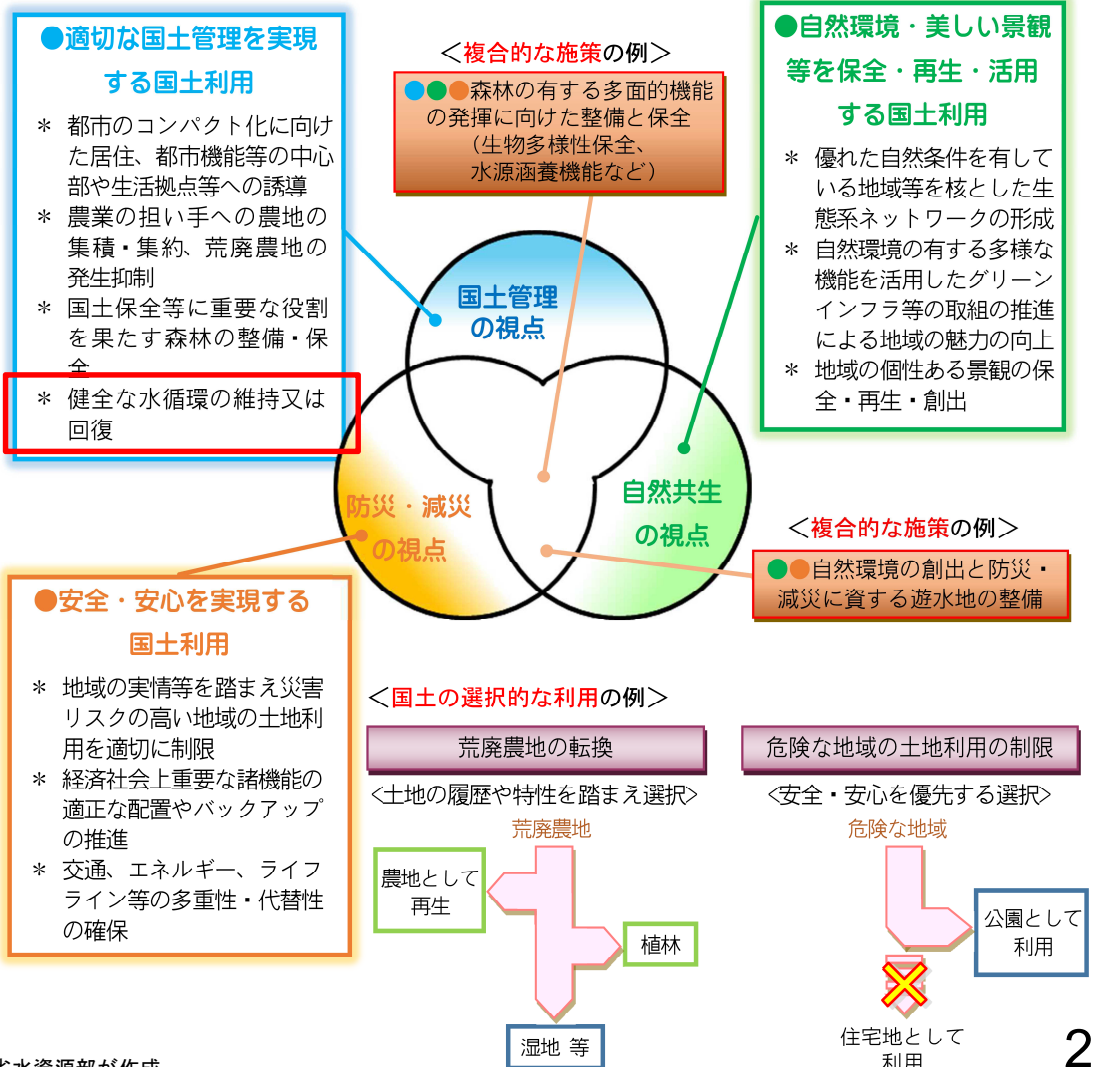 ●適切な国土管理を実現
する国土利用
＊ 都市のコンパクト化に向け
た居住、都市機能等の中心
部や生活拠点等への誘導
＊ 農業の担い手への農地の
集積・集約、荒廃農地の
発生抑制
＊ 国土保全等に重要な役割
を果たす森林の整備・保
全
＊ 健全な水循環の維持又は
回復
＜複合的な施策の例＞
●●●森林の有する多面的機能
の発揮に向けた整備と保全
（生物多様性保全、
水源涵養機能など）
●自然環境・美しい景観
等を保全・再生・活用
する国土利用
＊ 優れた自然条件を有して
いる地域等を核とした生
態系ネットワークの形成
＊ 自然環境の有する多様な
機能を活用したグリーン
インフラ等の取組の推進
による地域の魅力の向上
＊ 地域の個性ある景観の保
全・再生・創出
国土管理
の視点
防災・減災
の視点
自然共生
の視点
＜複合的な施策の例＞
●●自然環境の創出と防災・
減災に資する遊水地の整備
●安全・安心を実現する
国土利用
＊ 地域の実情等を踏まえ災害
リスクの高い地域の土地利
用を適切に制限
＊ 経済社会上重要な諸機能の
適正な配置やバックアップ
の推進
＊ 交通、エネルギー、ライフ
ライン等の多重性・代替性
の確保
＜国土の選択的な利用の例＞
荒廃農地の転換
<土地の履歴や特性を踏まえ選択>
荒廃農地
農地として
再生
植林
湿地 等
危険な地域の土地利用の制限
<安全・安心を優先する選択>
危険な地域
公園として
利用
住宅地として
利用
省水資源部が作成
2